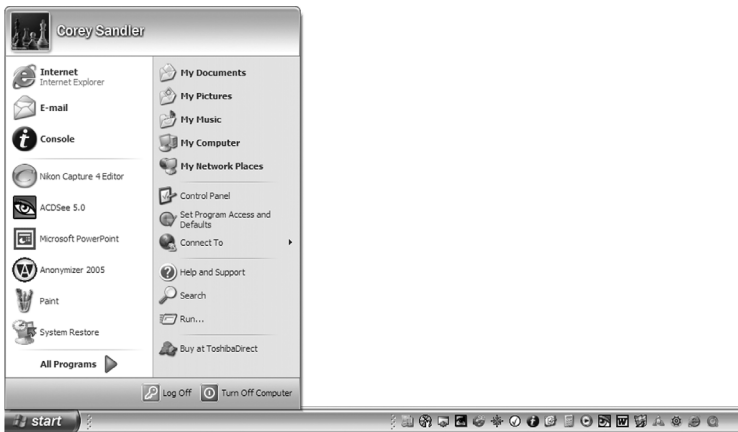 Corey Sandler
Internet
Internet Explorer
E-mail
Console
Nikon Capture 4 Editor
ACDSee 5.0
Microsoft PowerPoint
Anonymizer 2005
Paint
System Restore
All Programs
My Documents
My Pictures
My Music
My Computer
My Network Places
Control Panel
Set Program Access and
Defaults
Connect To
Help and Support
Search
Run...
Buy at ToshibaDirect
Log Off
Turn Off Computer
start